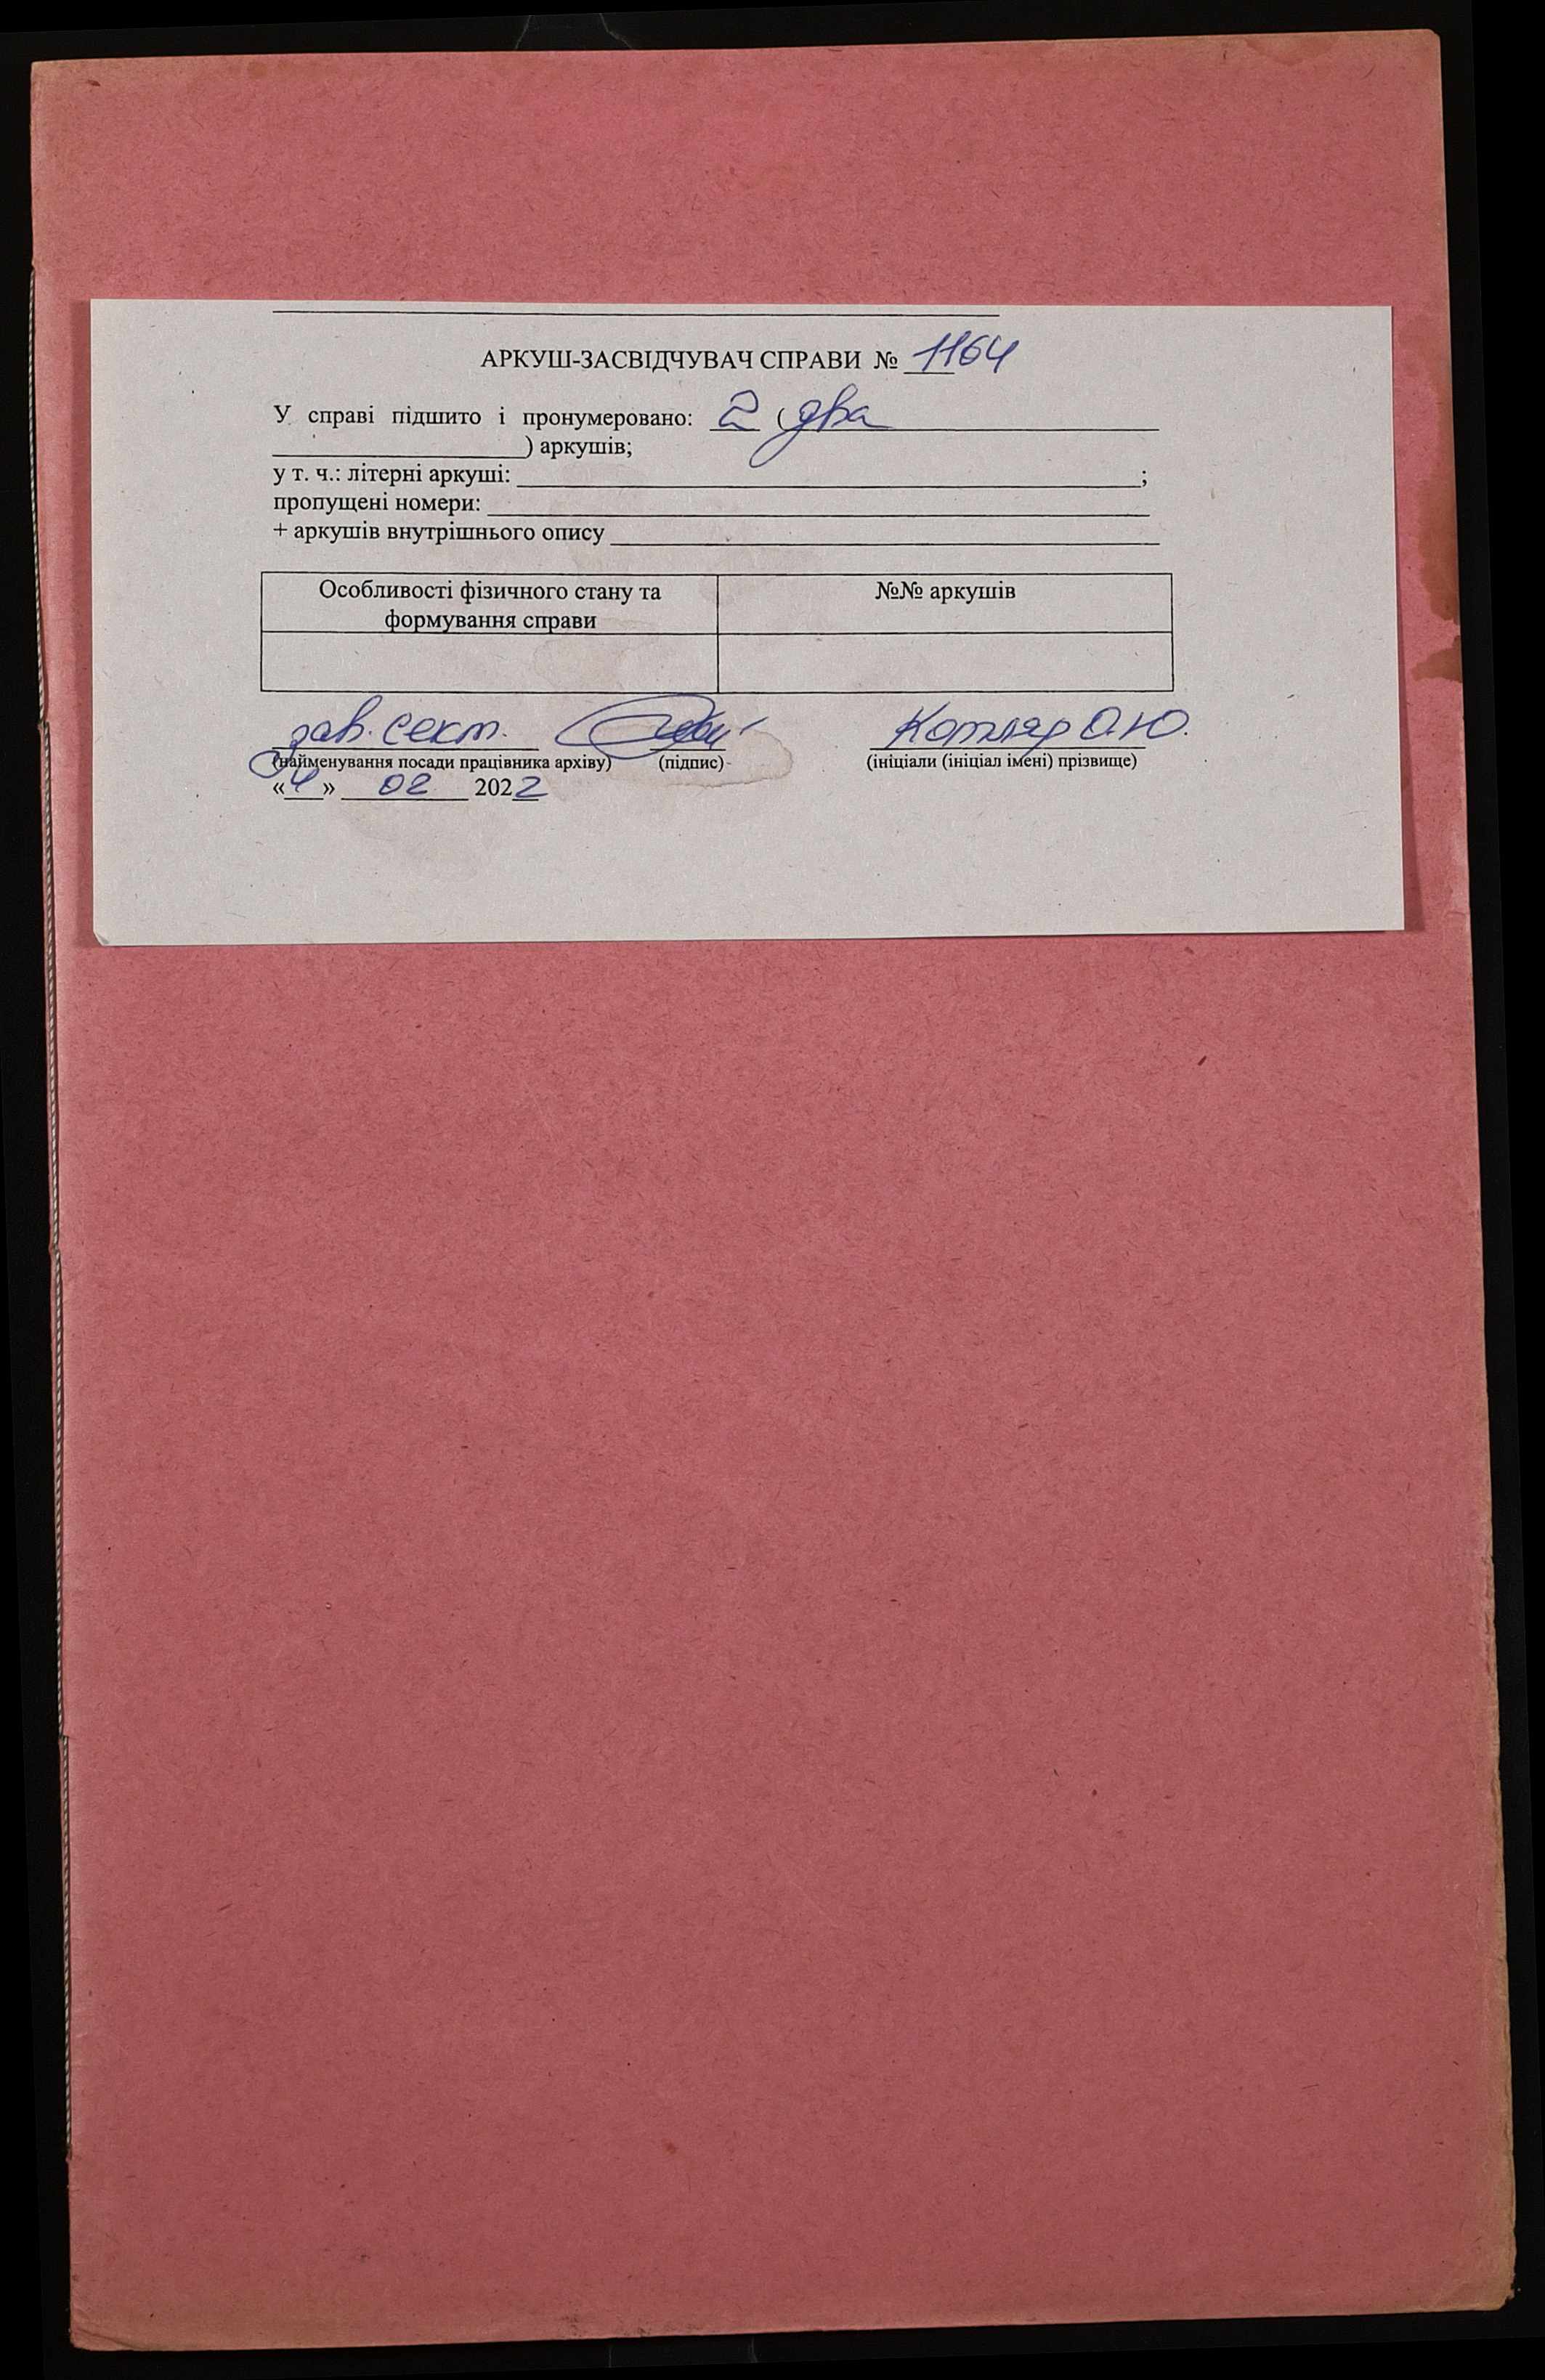 АРКУШ-ЗАСВІДЧУВАЧ СПРАВИ № 1164
У справі підшито і пронумеровано: 2 (два
) аркушів;
у т. ч.: літерні аркуші: ;
пропущені номери:
+ аркушів внутрішнього опису
Особливості фізичного стану та
формування справи
№№ аркушів
зав. сект. Котляр О.Ю.
(найменування посади працівника архіву) (підпис) (ініціали (ініціал імені) прізвище)
«4» 02 2022